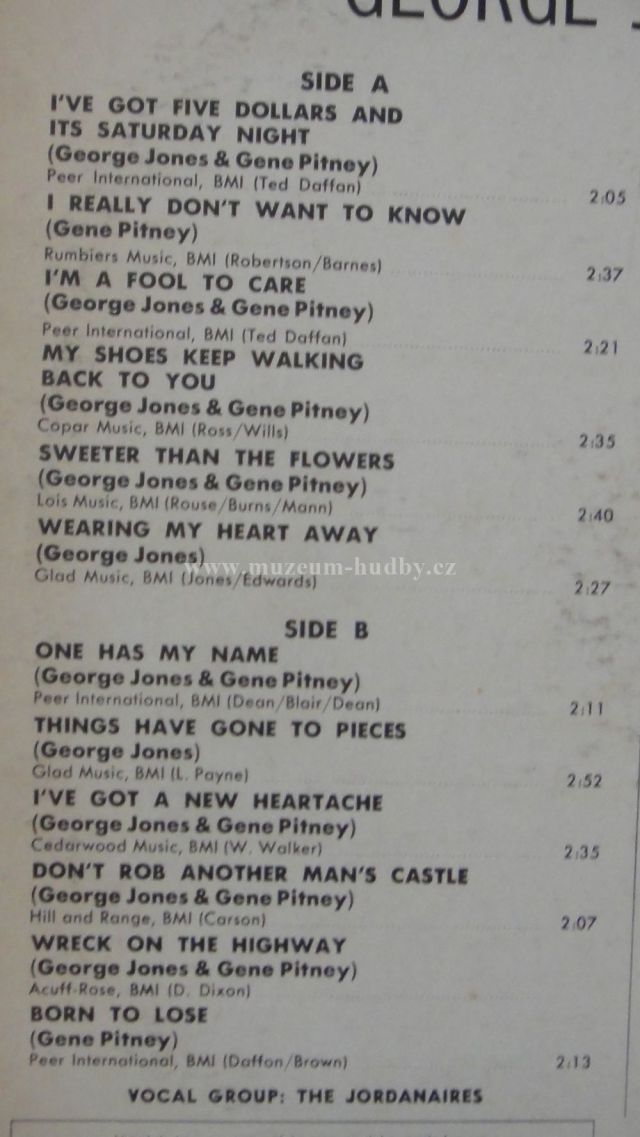 GEORGE
SIDE A
I'VE GOT FIVE DOLLARS AND
ITS SATURDAY NIGHT
(George Jones & Gene Pitney)
Peer International, BMI (Ted Daffan) 2:05
I REALLY DON'T WANT TO KNOW
(Gene Pitney)
Rumbiers Music, BMI (Robertson/Barnes) 2:37
I'M A FOOL TO CARE
(George Jones & Gene Pitney)
Peer International, BMI (Ted Daffan) 2:21
MY SHOES KEEP WALKING
BACK TO YOU
(George Jones & Gene Pitney)
Copar Music, BMI (Ross/Wills) 2:35
SWEETER THAN THE FLOWERS
(George Jones & Gene Pitney)
Lois Music, BMI (Rouse/Burns/Mann) 2:40
WEARING MY HEART AWAY
(George Jones)
www.muzeum-hudby.cz
Glad Music, BMI (Jones/Edwards) 2:27
SIDE B
ONE HAS MY NAME
(George Jones & Gene Pitney)
Peer International, BMI (Dean/Blair/Dean) 2:11
THINGS HAVE GONE TO PIECES
(George Jones)
Glad Music, BMI (L. Payne) 2:52
I'VE GOT A NEW HEARTACHE
(George Jones & Gene Pitney)
Cedarwood Music, BMI (W. Walker) 2:35
DON'T ROB ANOTHER MAN'S CASTLE
(George Jones & Gene Pitney)
Hill and Range, BMI (Carson) 2:07
WRECK ON THE HIGHWAY
(George Jones & Gene Pitney)
Acuff-Rose, BMI (D. Dixon)
BORN TO LOSE
(Gene Pitney)
Peer International, BMI (Daffon/Brown) 2:13
VOCAL GROUP: THE JORDANAIRES